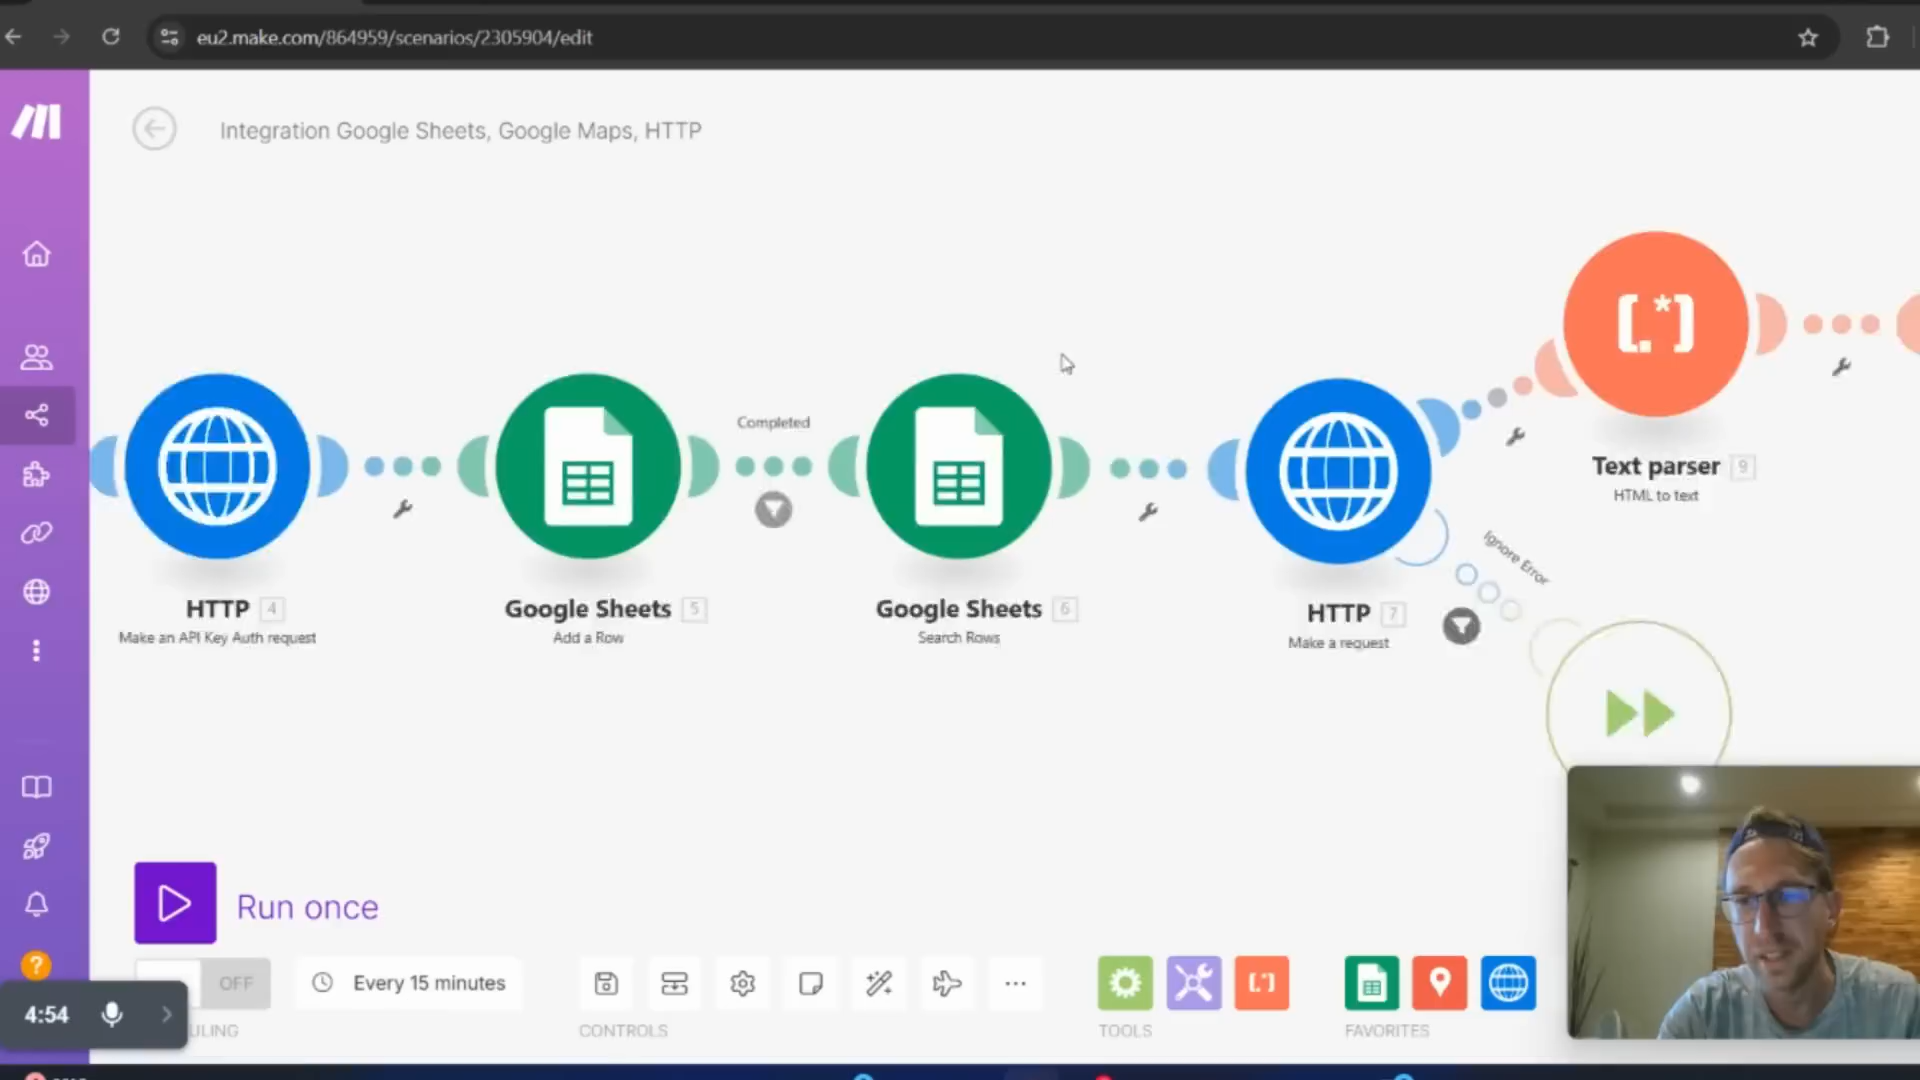 eu2.make.com/864959/scenarios/2305904/edit
Integration Google Sheets, Google Maps, HTTP
[.*]
Text parser 9
HTML to text
Completed
Ignore Error
HTTP 4
Make an API Key Auth request
Google Sheets 5
Add a Row
Google Sheets 6
Search Rows
HTTP 7
Make a request
Run once
?
OFF
Every 15 minutes
[.*]
4:54
ULING
CONTROLS
TOOLS
FAVORITES